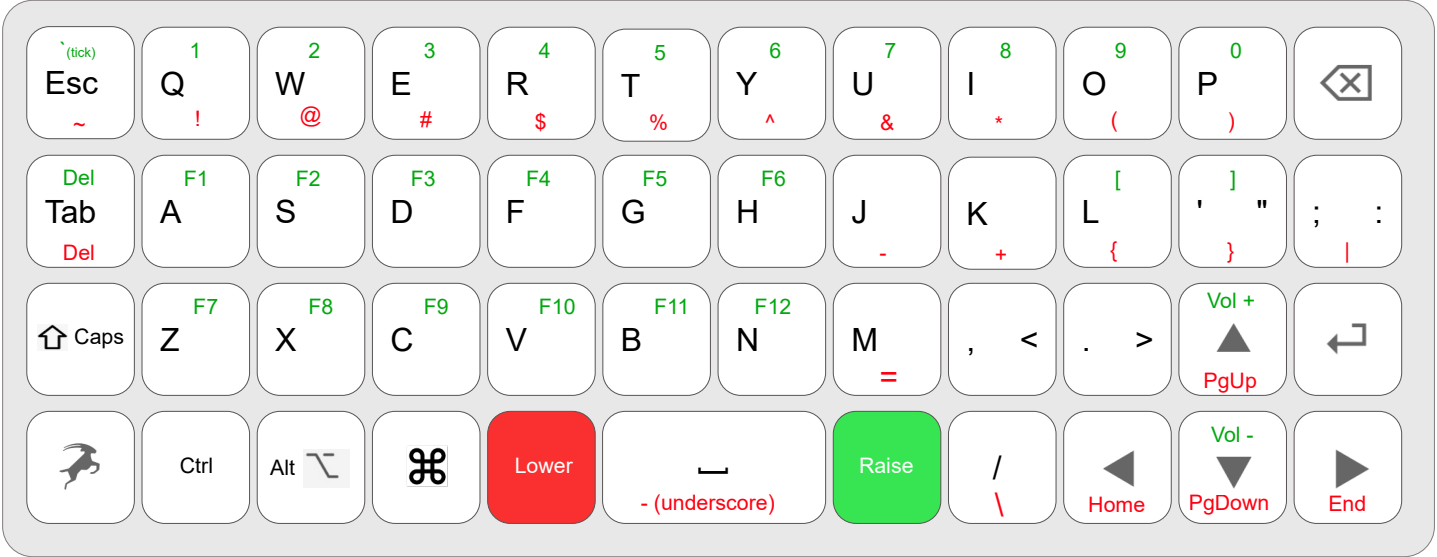 ` (tick) 1 2 3 4 5 6 7 8 9 0
Esc Q W E R T Y U I O P
~ ! @ # $ % ^ & * ( )
Del F1 F2 F3 F4 F5 F6 [ ]
Tab A S D F G H J K L ' " ; :
Del - + { } |
F7 F8 F9 F10 F11 F12 Vol +
Caps Z X C V B N M , < . >
= PgUp
Vol -
Ctrl Alt ⌥ ⌘ Lower Raise /
- (underscore) \ Home PgDown End